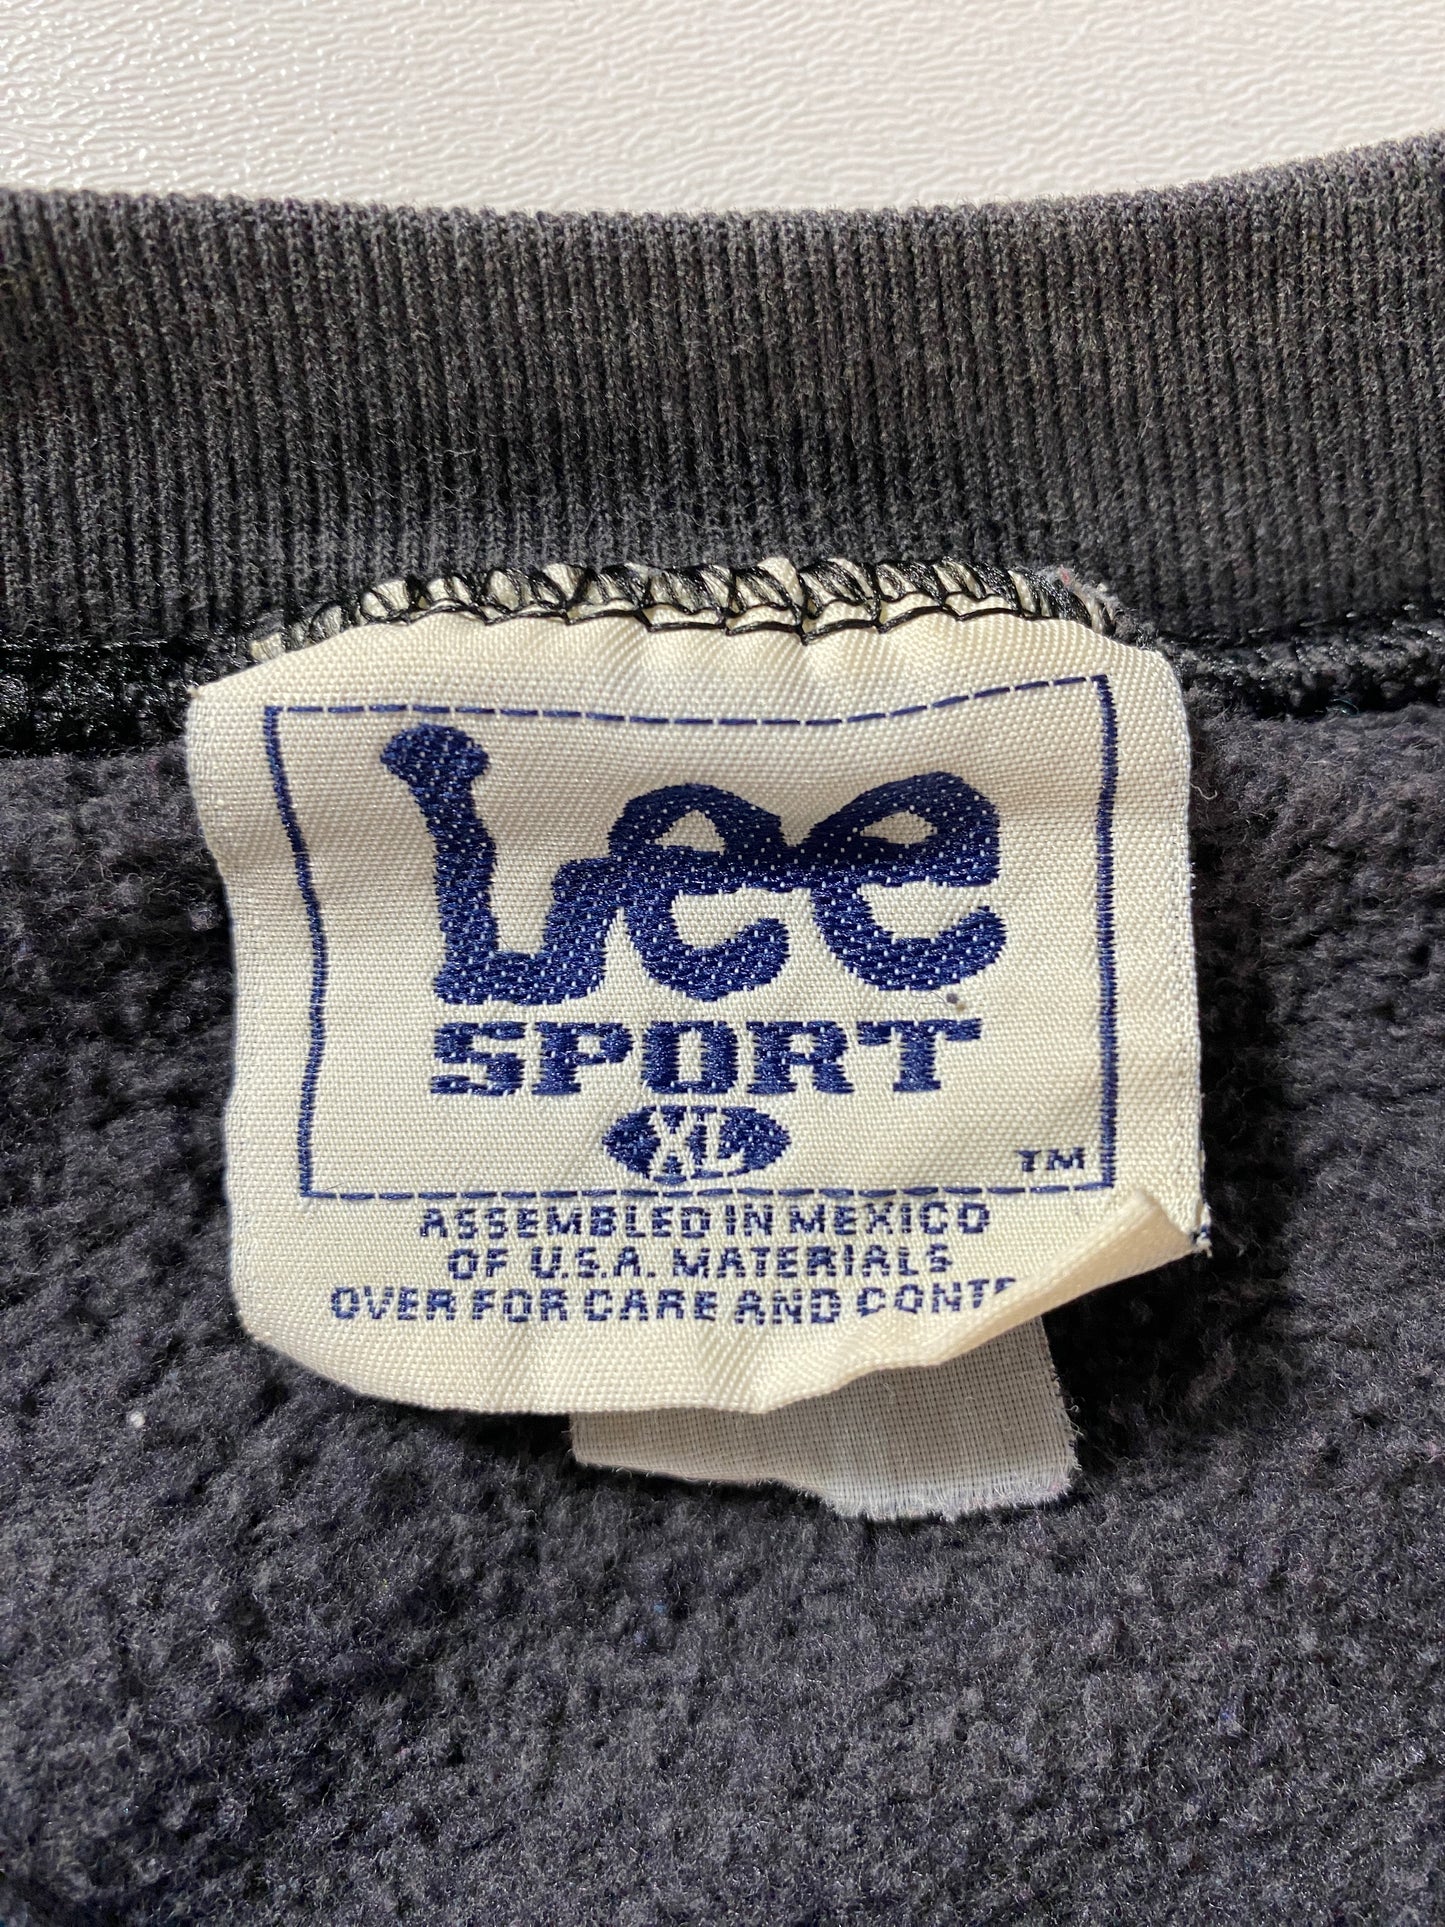 Lee
SPORT
XL
TM
ASSEMBLED IN MEXICO
OF U.S.A. MATERIALS
OVER FOR CARE AND CONT